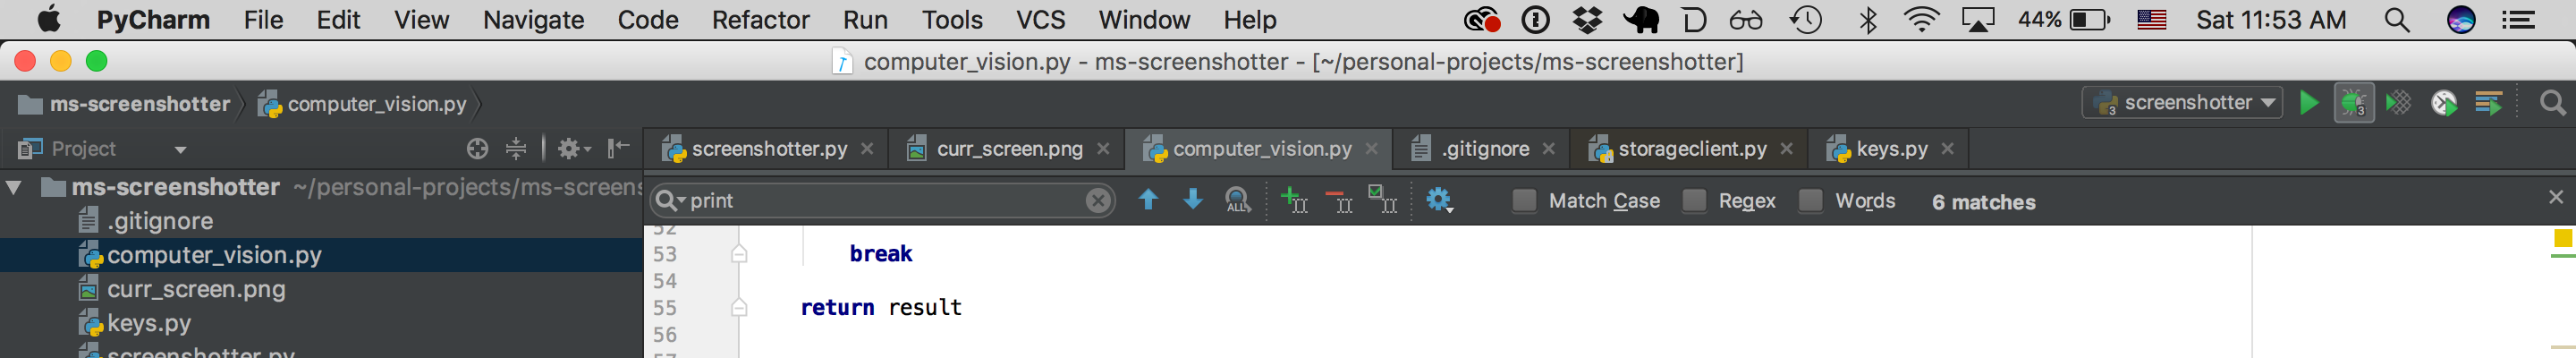 PyCharm File Edit View Navigate Code Refactor Run Tools VCS Window Help 44% Sat 11:53 AM
computer_vision.py - ms-screenshotter - [~/personal-projects/ms-screenshotter]
ms-screenshotter computer_vision.py screenshotter
Project screenshotter.py curr_screen.png computer_vision.py .gitignore storageclient.py keys.py
ms-screenshotter ~/personal-projects/ms-screens
print Match Case Regex Words 6 matches
.gitignore
52
computer_vision.py
53 break
54
curr_screen.png
55 return result
keys.py
56
screenshotter.py
57